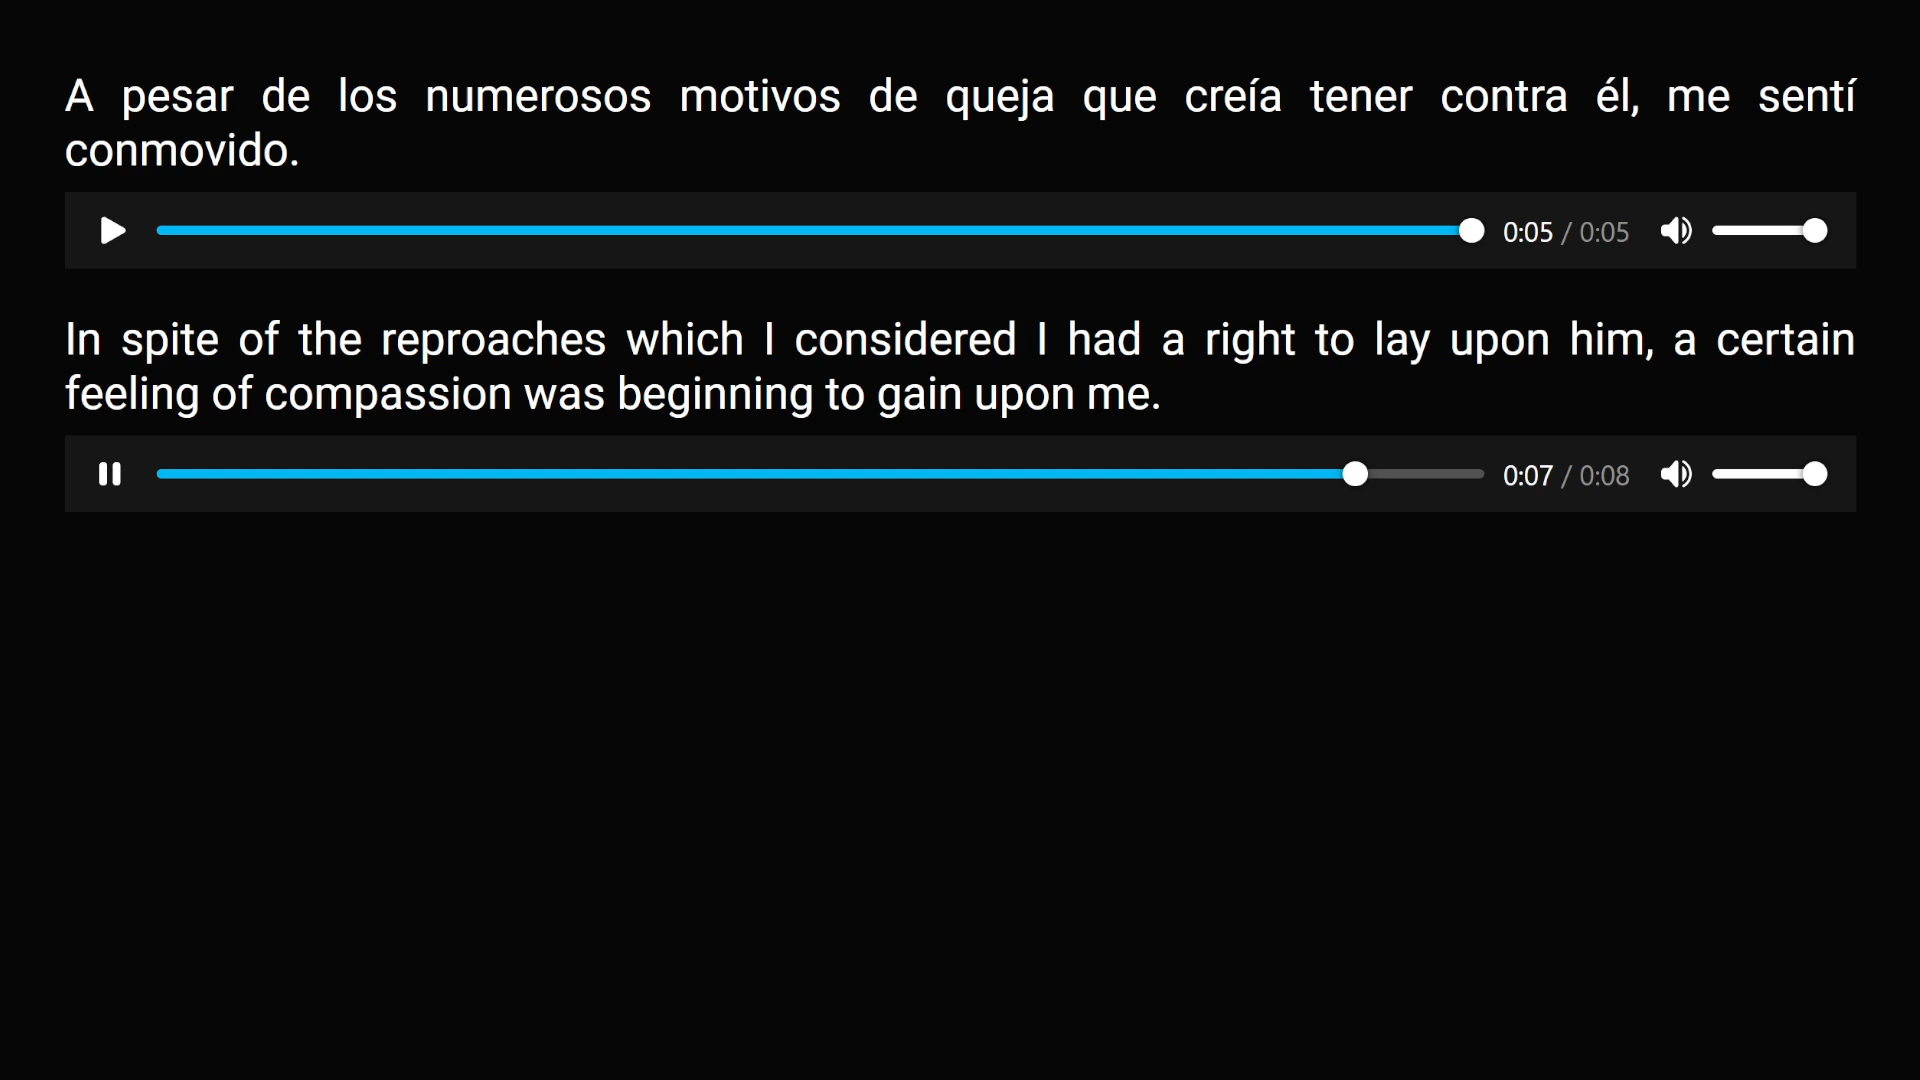 A pesar de los numerosos motivos de queja que creía tener contra él, me sentí
conmovido.
0:05 / 0:05
In spite of the reproaches which I considered I had a right to lay upon him, a certain
feeling of compassion was beginning to gain upon me.
0:07 / 0:08